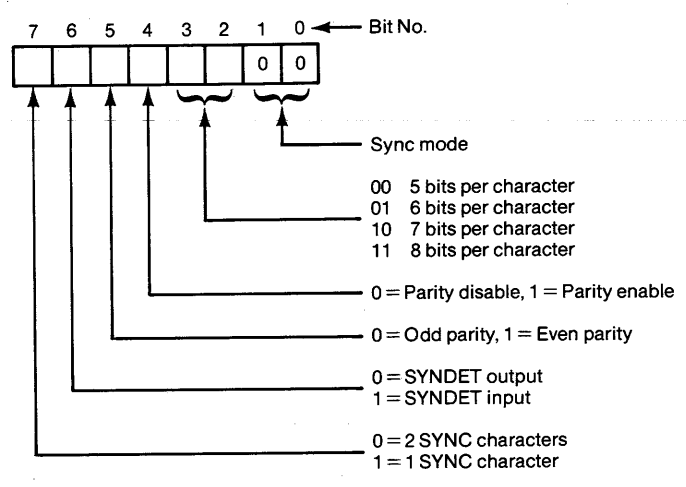 7 6 5 4 3 2 1 0 Bit No.
0 0
Sync mode
00 5 bits per character
01 6 bits per character
10 7 bits per character
11 8 bits per character
0 = Parity disable, 1 = Parity enable
0 = Odd parity, 1 = Even parity
0 = SYNDET output
1 = SYNDET input
0 = 2 SYNC characters
1 = 1 SYNC character